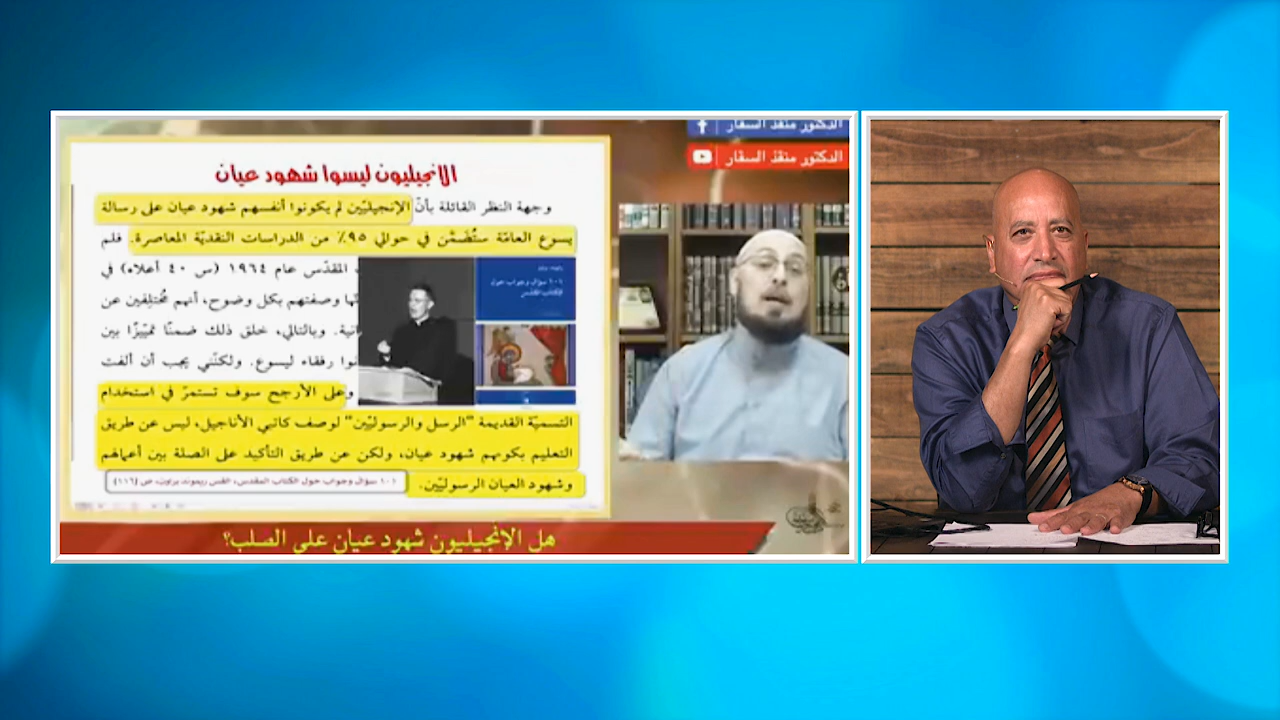 الدكتور منقذ السقار
الدكتور منقذ السقار
الانجيليون ليسوا شهود عيان
وجهة النظر القائلة بأنّ الإنجيليّين لم يكونوا أنفسهم شهود عيان على رسالة
يسوع العامّة ستُضمَّن في حوالي ٩٥٪ من الدراسات النقديّة المعاصرة. فلم
المقدّس عام ١٩٦٤ (ص ٤٠ أعلاه) في
وصفتهم بكل وضوح، أنهم مُختلِفين عن
وبالتالي، خلق ذلك ضمنًا تمييزًا بين
رفقاء ليسوع. ولكنّني يجب أن ألفت
وعلى الأرجح سوف تستمرّ في استخدام
التسميّة القديمة "الرسل والرسوليّين" لوصف كاتبي الأناجيل، ليس عن طريق
التعليم بكونهم شهود عيان، ولكن عن طريق التأكيد على الصلة بين أعمالهم
وشهود العيان الرسوليّين.
١٠١ سؤال وجواب حول الكتاب المقدس، القس ريموند براون، ص (١١٦)
١٠١ سؤال وجواب حول
الكتاب المقدس
هل الإنجيليون شهود عيان على الصلب؟